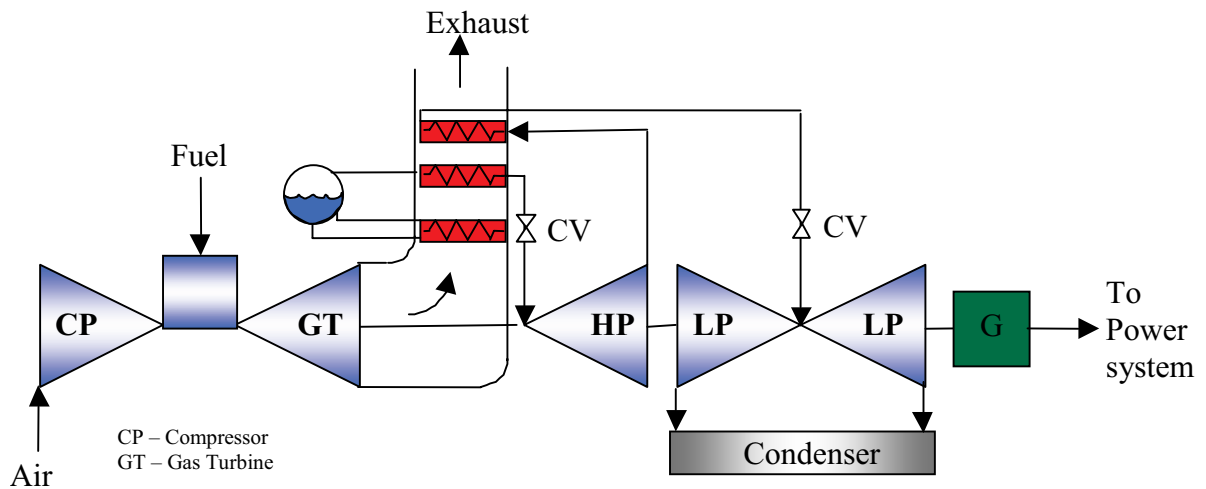 Exhaust
Fuel
CV
CV
CP
GT
HP
LP
LP
G
To
Power
system
CP – Compressor
GT – Gas Turbine
Condenser
Air